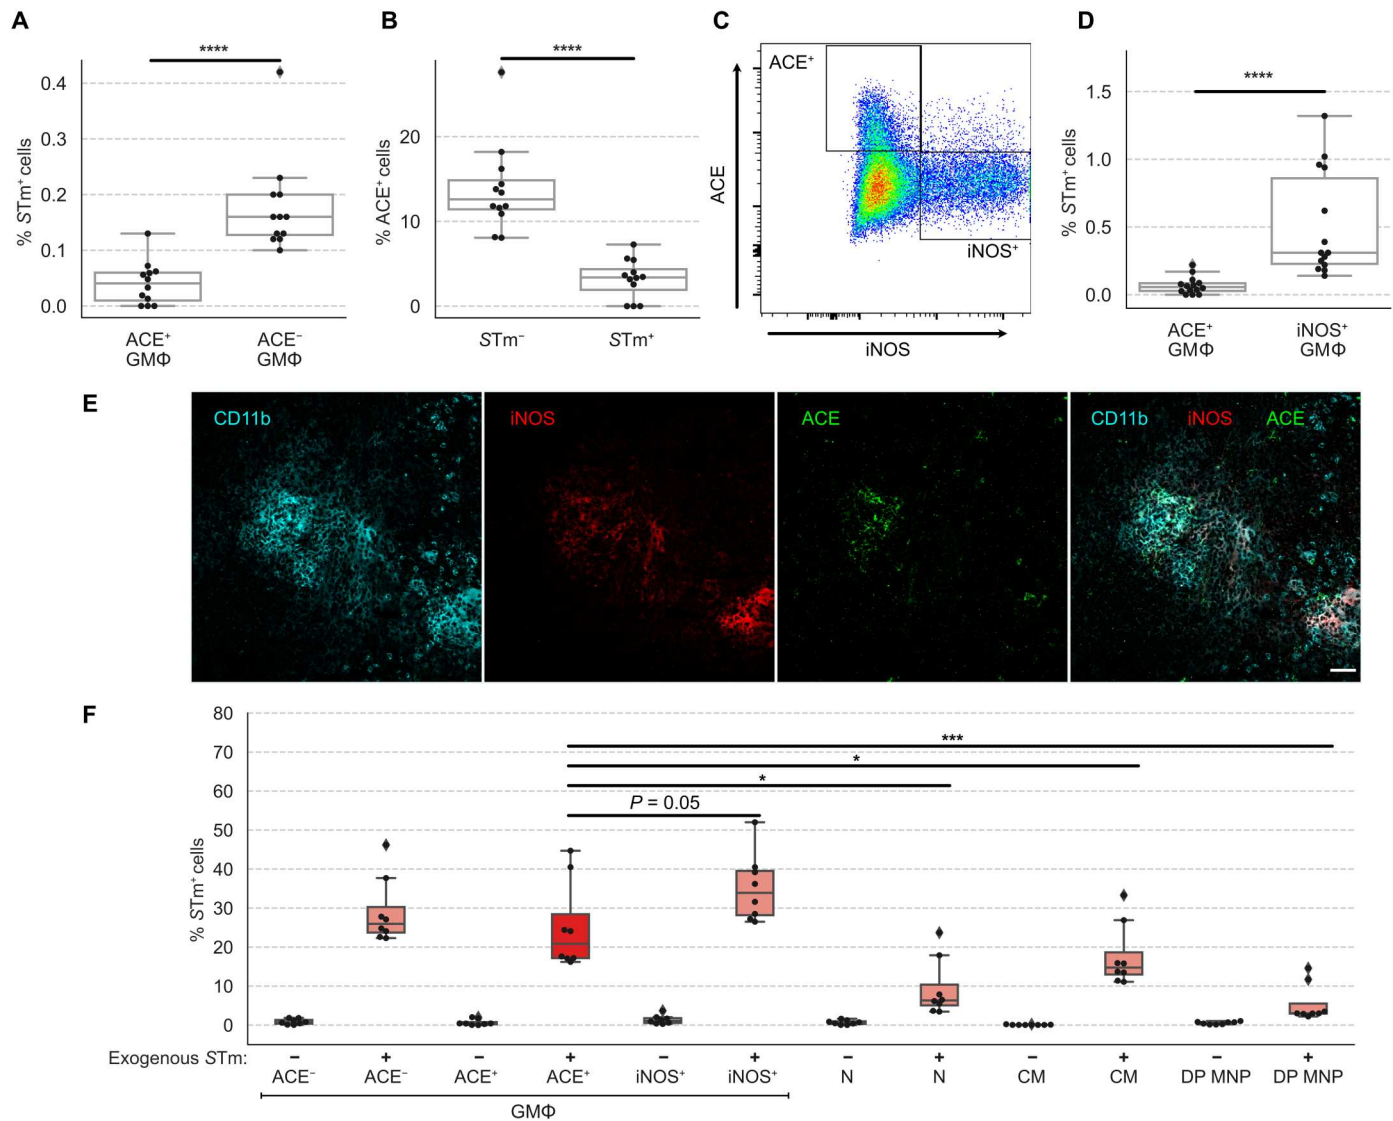 A
% STm⁺ cells
0.4
0.3
0.2
0.1
0.0
****
ACE⁺
GMΦ
ACE⁻
GMΦ
B
% ACE⁺ cells
20
10
0
****
STm⁻
STm⁺
C
ACE
ACE⁺
iNOS⁺
iNOS
D
% STm⁺ cells
1.5
1.0
0.5
0.0
****
ACE⁺
GMΦ
iNOS⁺
GMΦ
E
CD11b
iNOS
ACE
CD11b iNOS ACE
F
% STm⁺ cells
80
70
60
50
40
30
20
10
0
***
*
*
P = 0.05
Exogenous STm: − + − + − + − + − + − +
ACE⁻ ACE⁻ ACE⁺ ACE⁺ iNOS⁺ iNOS⁺ N N CM CM DP MNP DP MNP
GMΦ